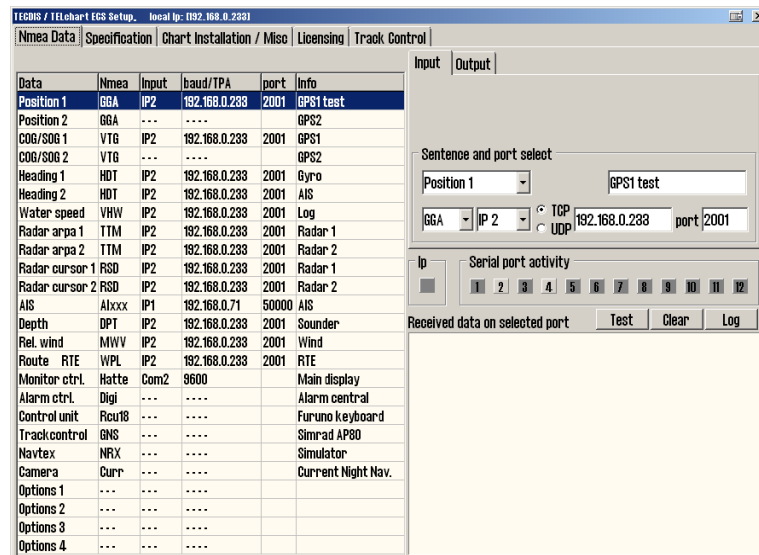 TECDIS / TELchart ECS Setup. local Ip: [192.168.0.233]
Nmea Data Specification Chart Installation / Misc Licensing Track Control
Input Output
Data Nmea Input baud/TPA port Info
Position 1 GGA IP2 192.168.0.233 2001 GPS1 test
Position 2 GGA --- ---- GPS2
COG/SOG 1 VTG IP2 192.168.0.233 2001 GPS1
COG/SOG 2 VTG --- ---- GPS2
Heading 1 HDT IP2 192.168.0.233 2001 Gyro
Heading 2 HDT IP2 192.168.0.233 2001 AIS
Water speed VHW IP2 192.168.0.233 2001 Log
Radar arpa 1 TTM IP2 192.168.0.233 2001 Radar 1
Radar arpa 2 TTM IP2 192.168.0.233 2001 Radar 2
Radar cursor 1 RSD IP2 192.168.0.233 2001 Radar 1
Radar cursor 2 RSD IP2 192.168.0.233 2001 Radar 2
AIS AIxxx IP1 192.168.0.71 50000 AIS
Depth DPT IP2 192.168.0.233 2001 Sounder
Rel. wind MWV IP2 192.168.0.233 2001 Wind
Route RTE WPL IP2 192.168.0.233 2001 RTE
Monitor ctrl. Hatte Com2 9600 Main display
Alarm ctrl. Digi --- ---- Alarm central
Control unit Rcu18 --- ---- Furuno keyboard
Trackcontrol GNS --- ---- Simrad AP80
Navtex NRX --- ---- Simulator
Camera Curr --- ---- Current Night Nav.
Options 1 --- ----
Options 2 --- ----
Options 3 --- ----
Options 4 --- ----
Sentence and port select
Position 1 GPS1 test
GGA IP 2 TCP UDP 192.168.0.233 port 2001
Ip Serial port activity
1 2 3 4 5 6 7 8 9 10 11 12
Received data on selected port Test Clear Log